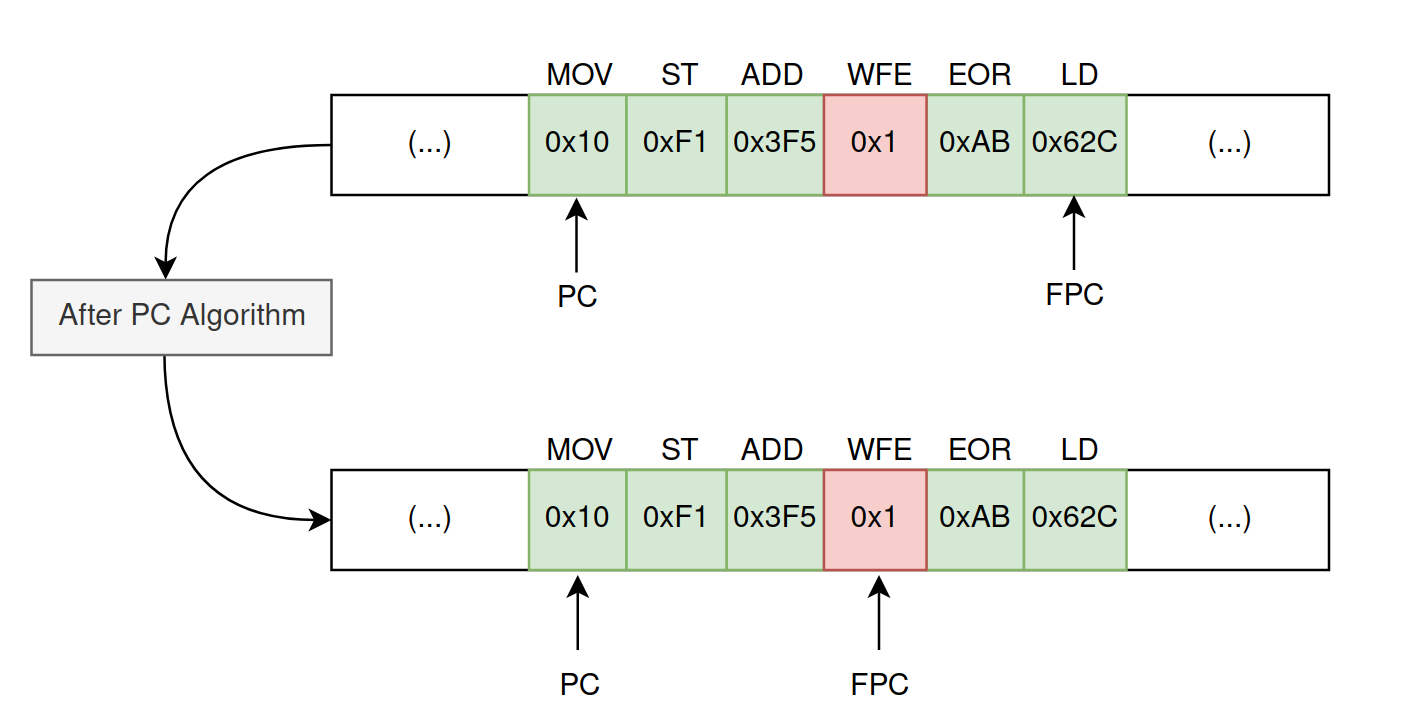 MOV ST ADD WFE EOR LD
(...) 0x10 0xF1 0x3F5 0x1 0xAB 0x62C (...)
PC FPC
After PC Algorithm
MOV ST ADD WFE EOR LD
(...) 0x10 0xF1 0x3F5 0x1 0xAB 0x62C (...)
PC FPC